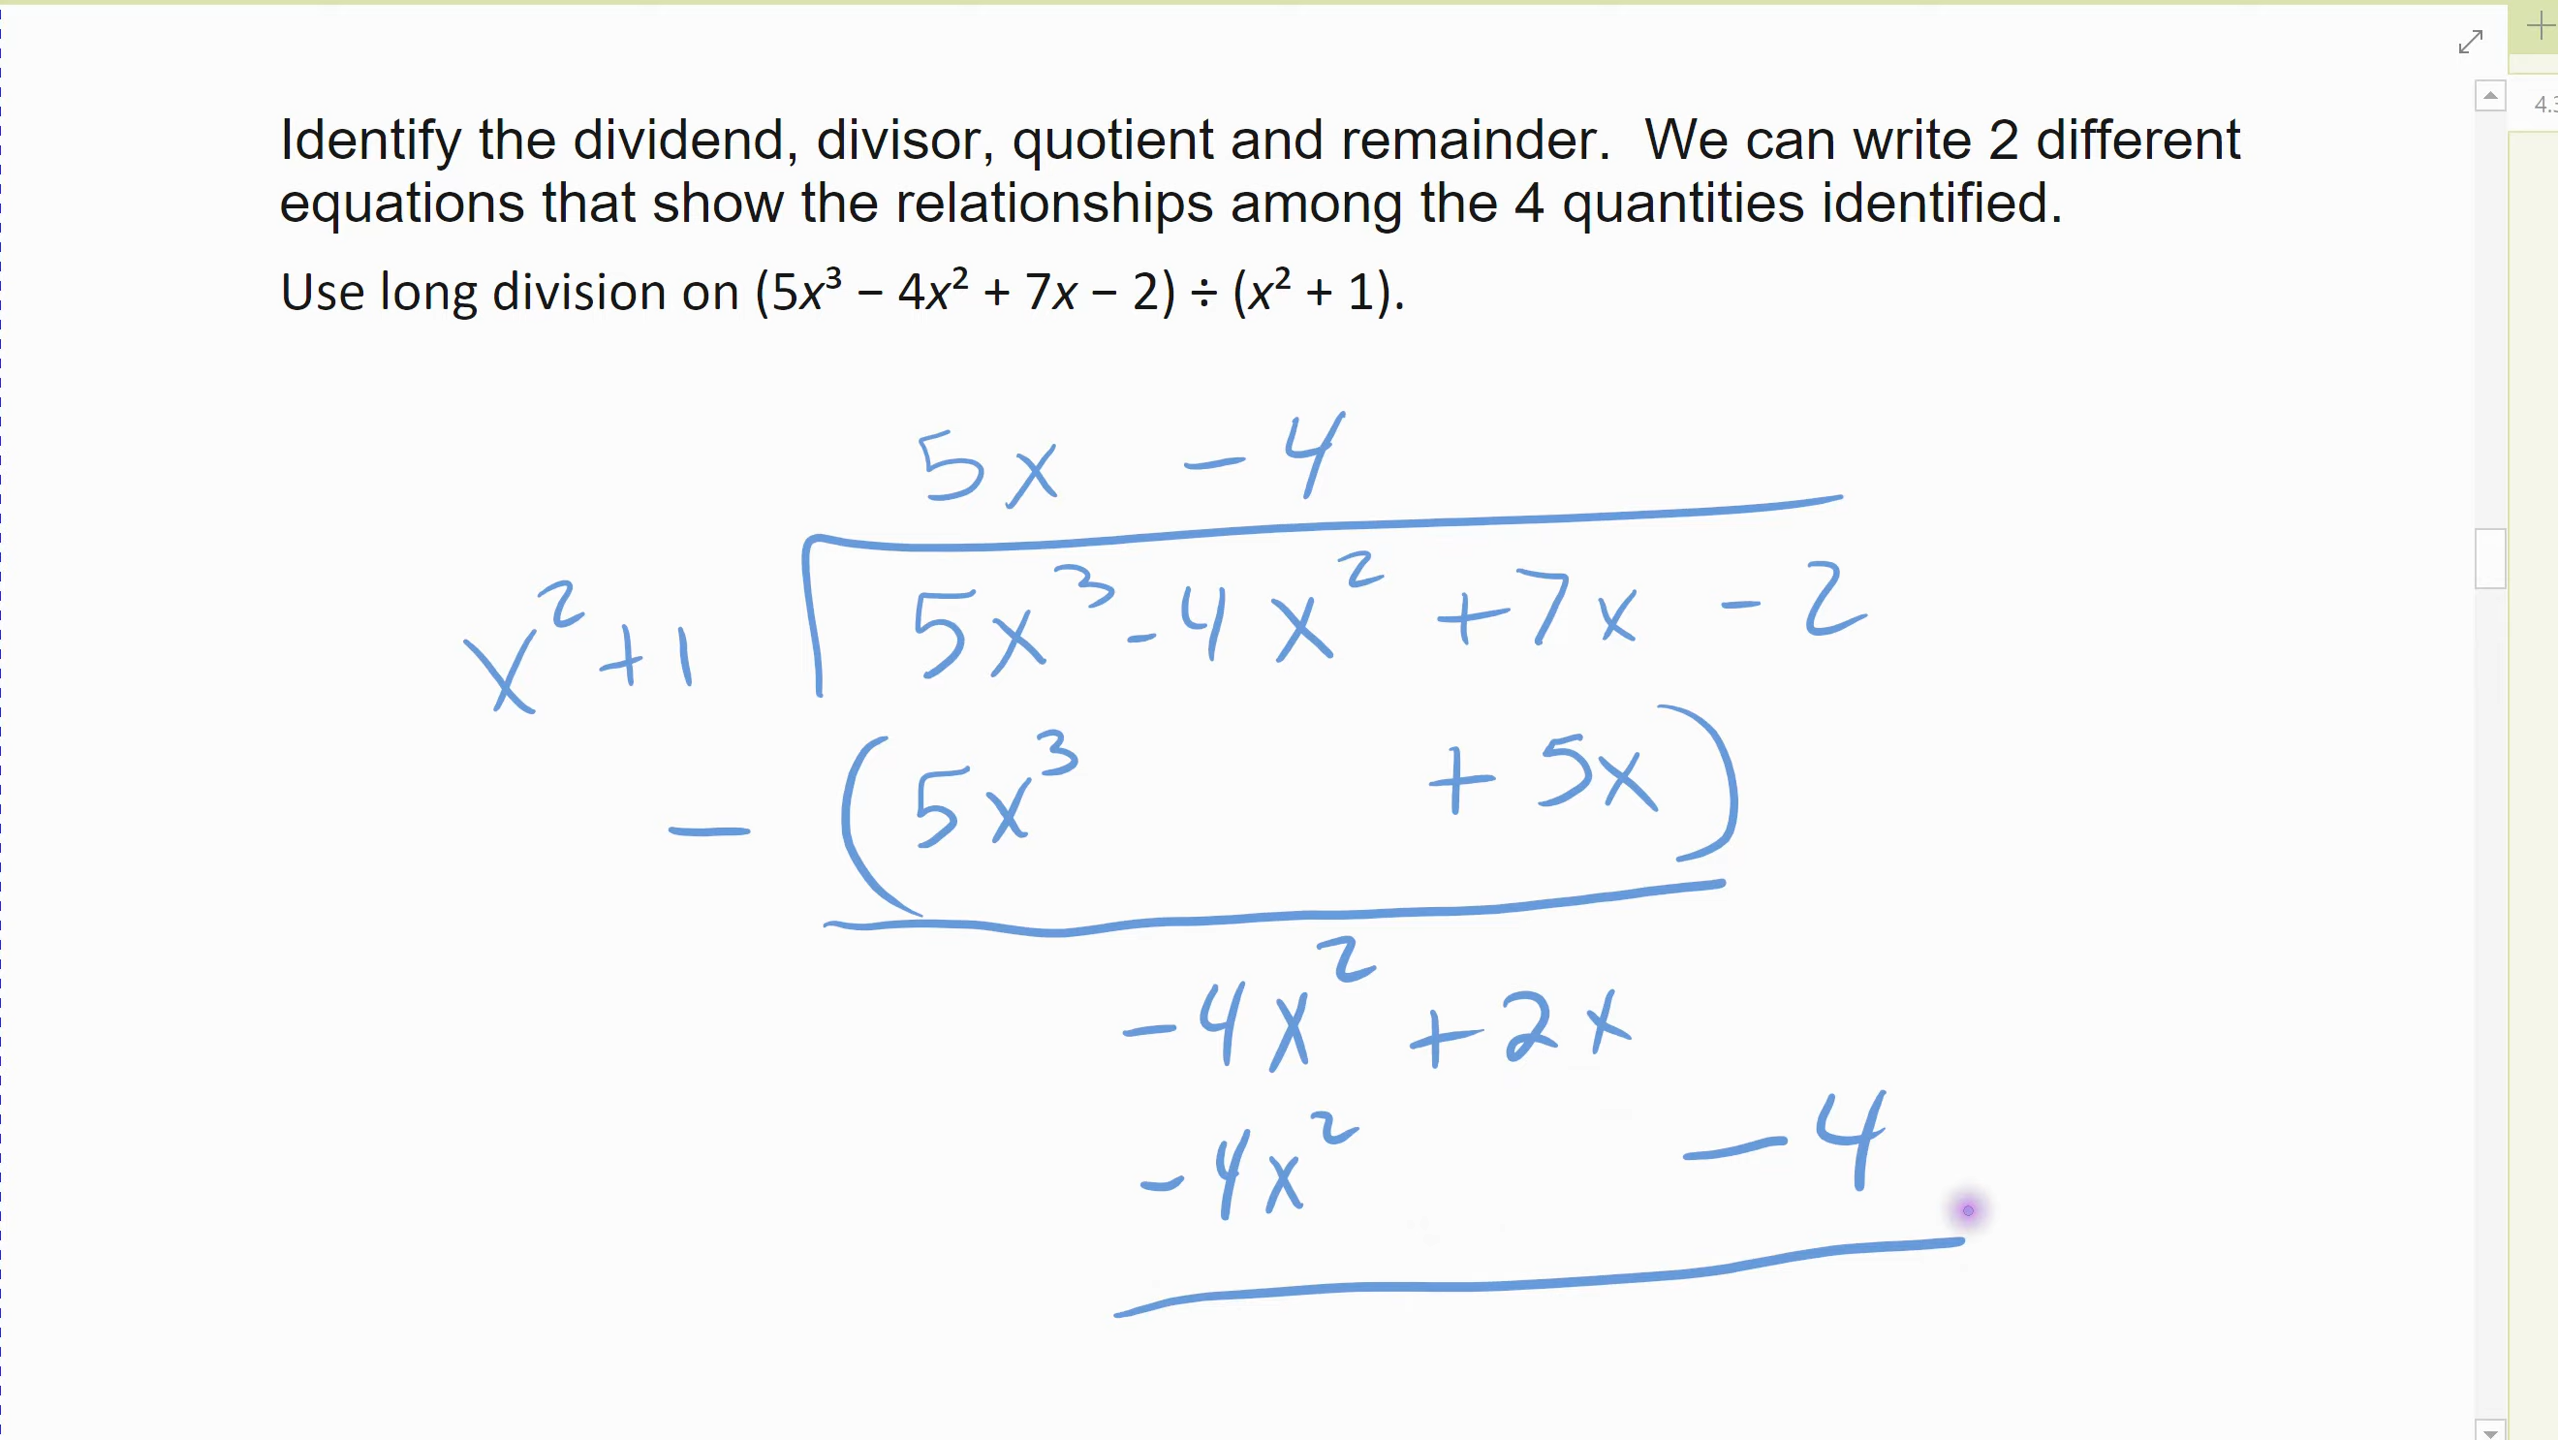 Identify the dividend, divisor, quotient and remainder. We can write 2 different
equations that show the relationships among the 4 quantities identified.
Use long division on (5x³ − 4x² + 7x − 2) ÷ (x² + 1).
5x - 4
x² + 1 5x³ - 4x² + 7x - 2
- (5x³ + 5x)
- 4x² + 2x
- 4x² - 4